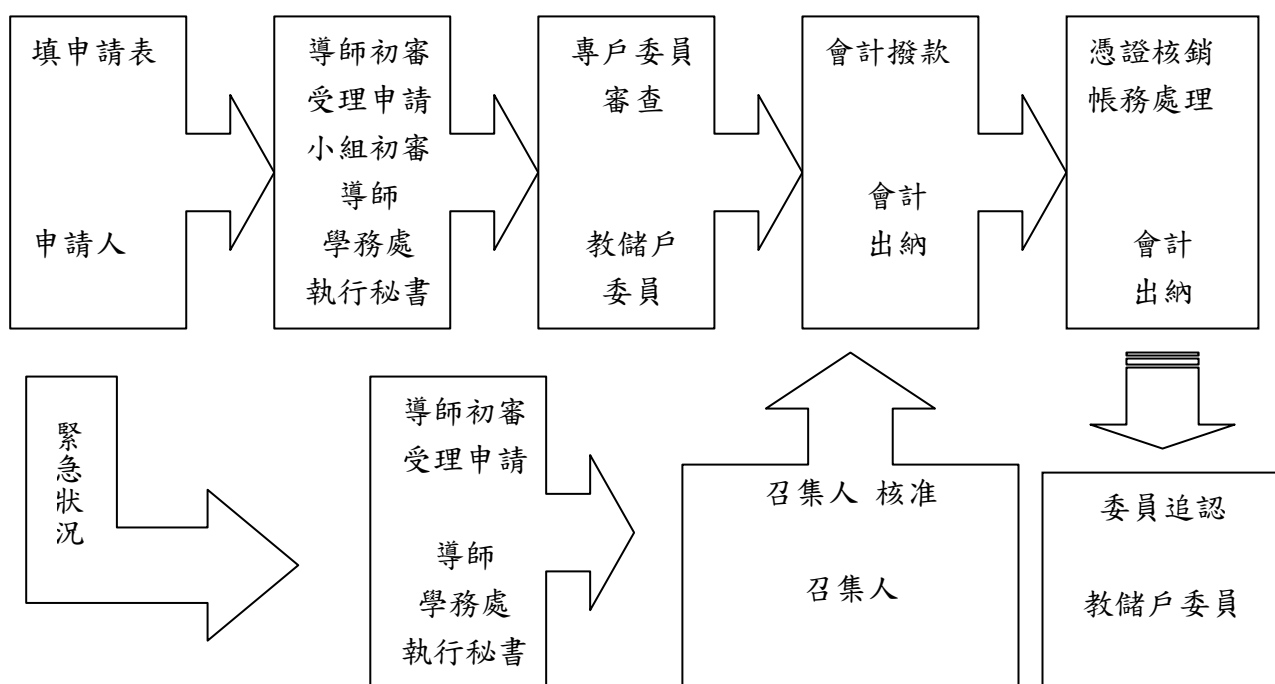 填申請表
申請人
導師初審
受理申請
小組初審
導師
學務處
執行秘書
專戶委員
審查
教儲戶
委員
會計撥款
會計
出納
憑證核銷
帳務處理
會計
出納
緊急狀況
導師初審
受理申請
導師
學務處
執行秘書
召集人 核准
召集人
委員追認
教儲戶委員